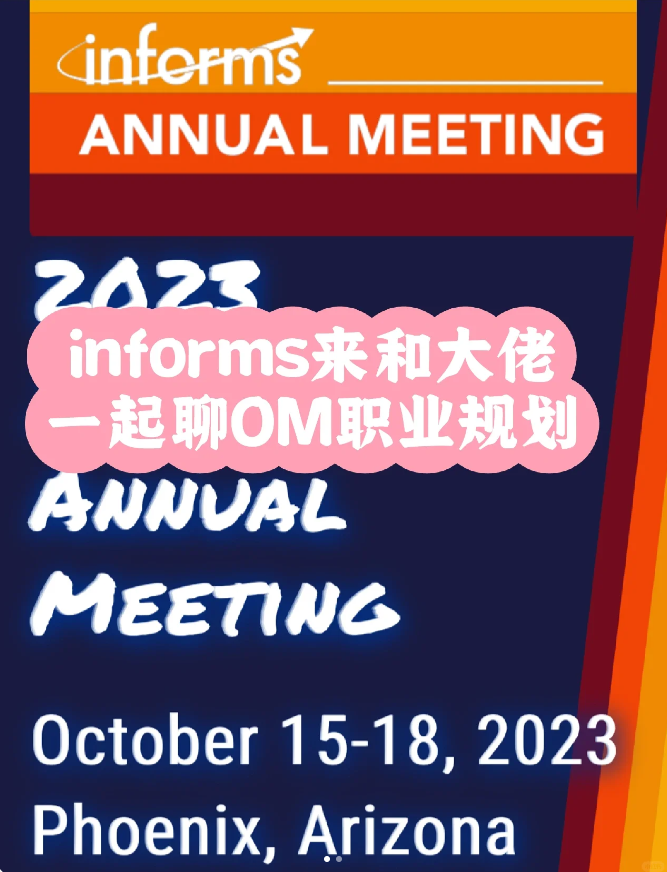 informs
ANNUAL MEETING
2023
informs来和大佬
一起聊OM职业规划
ANNUAL
MEETING
October 15-18, 2023
Phoenix, Arizona